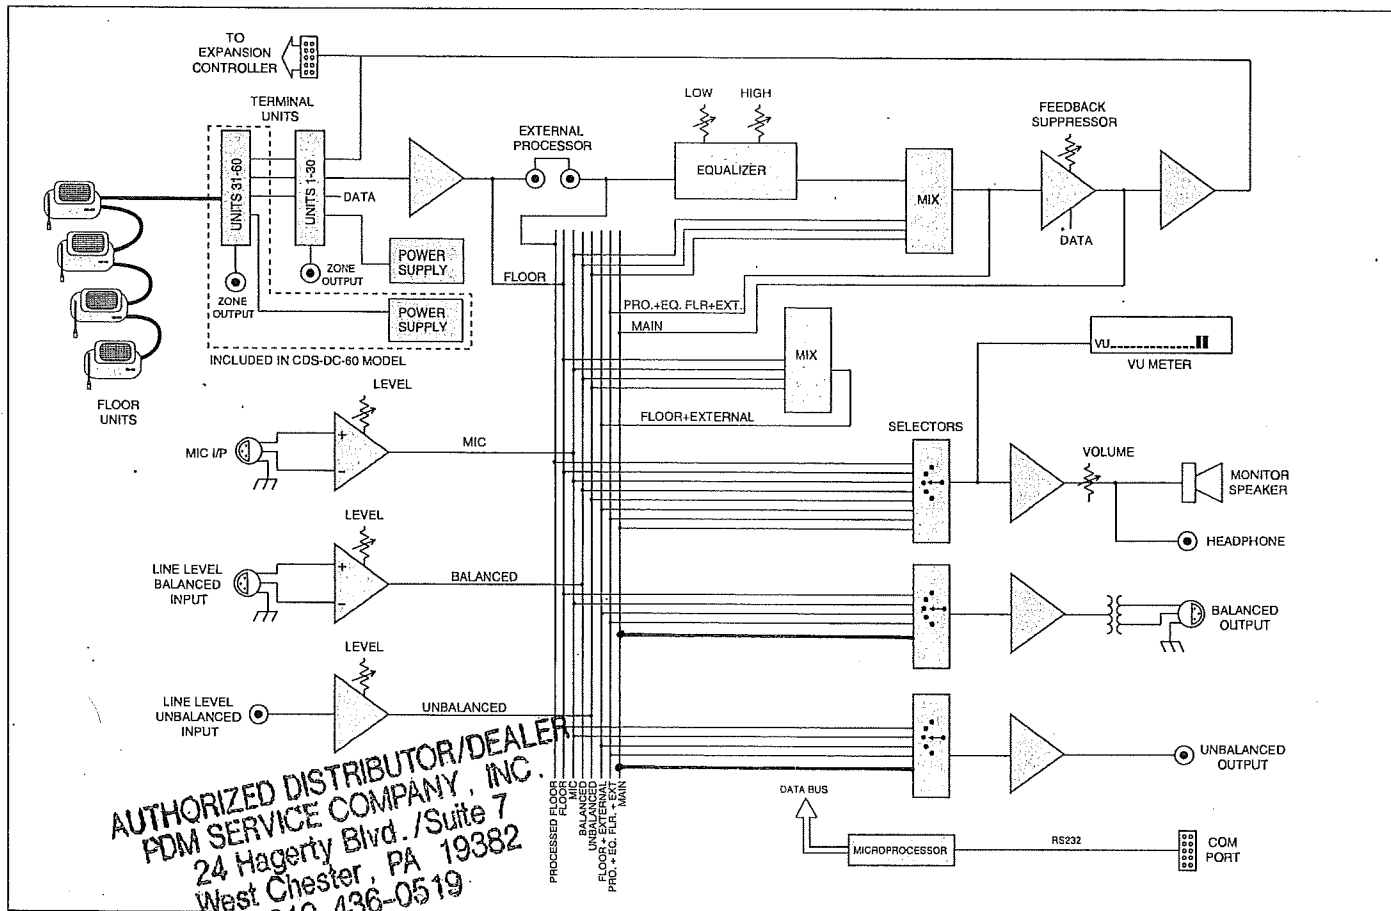 TO
EXPANSION
CONTROLLER
TERMINAL
UNITS
UNITS 31-60
UNITS 1-30
DATA
ZONE
OUTPUT
ZONE
OUTPUT
POWER
SUPPLY
POWER
SUPPLY
INCLUDED IN CDS-DC-60 MODEL
FLOOR
UNITS
EXTERNAL
PROCESSOR
LOW
HIGH
EQUALIZER
MIX
FEEDBACK
SUPPRESSOR
DATA
FLOOR
PRO.+EQ. FLR+EXT.
MAIN
MIX
FLOOR+EXTERNAL
VU
VU METER
LEVEL
MIC I/P
+
−
MIC
SELECTORS
VOLUME
MONITOR
SPEAKER
HEADPHONE
LEVEL
LINE LEVEL
BALANCED
INPUT
+
−
BALANCED
BALANCED
OUTPUT
LEVEL
LINE LEVEL
UNBALANCED
INPUT
UNBALANCED
UNBALANCED
OUTPUT
PROCESSED FLOOR
FLOOR
MIC
BALANCED
UNBALANCED
FLOOR + EXTERNAL
PRO. + EQ. FLR. + EXT.
MAIN
DATA BUS
MICROPROCESSOR
RS232
COM
PORT
AUTHORIZED DISTRIBUTOR/DEALER
PDM SERVICE COMPANY, INC.
24 Hagerty Blvd./Suite 7
West Chester, PA 19382
436-0519